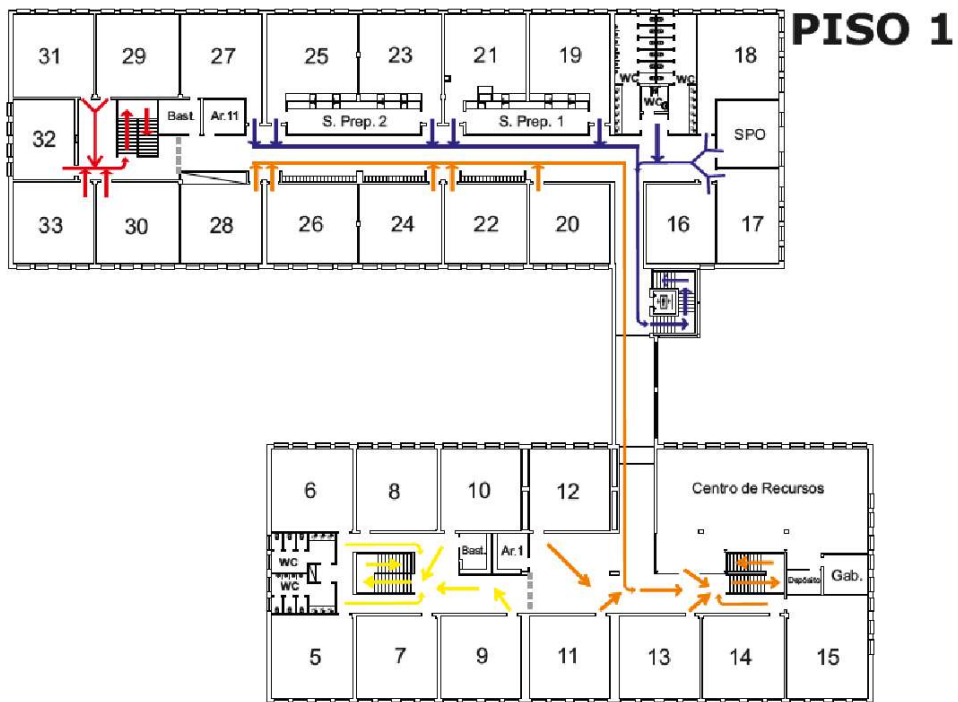 PISO 1
31 29 27 25 23 21 19 18
WC WC
WC
Bast. Ar.11 S. Prep. 2 S. Prep. 1
32 SPO
33 30 28 26 24 22 20 16 17
6 8 10 12 Centro de Recursos
WC Bast. Ar.1
WC Depósito Gab.
5 7 9 11 13 14 15